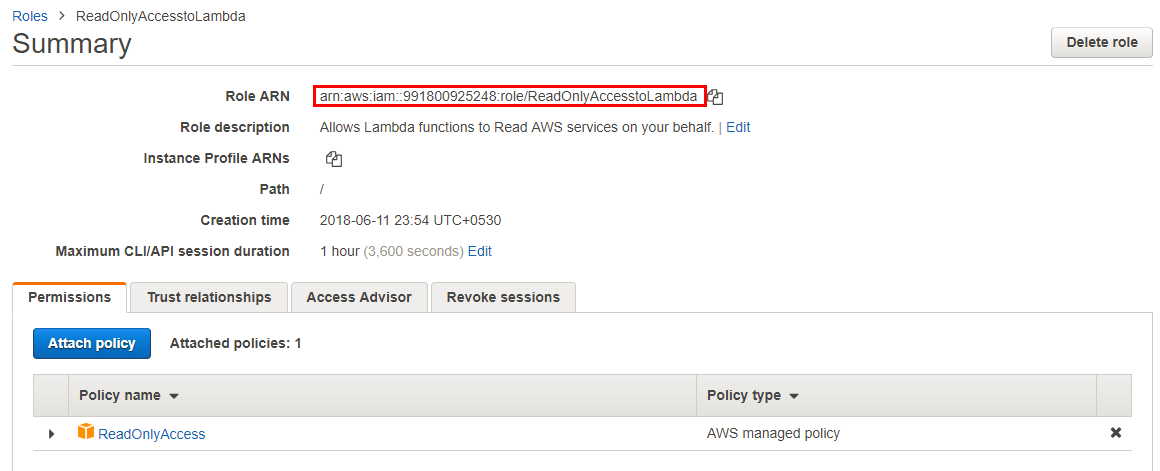 Roles > ReadOnlyAccesstoLambda
Summary
Delete role
Role ARN arn:aws:iam::991800925248:role/ReadOnlyAccesstoLambda
Role description Allows Lambda functions to Read AWS services on your behalf. | Edit
Instance Profile ARNs
Path /
Creation time 2018-06-11 23:54 UTC+0530
Maximum CLI/API session duration 1 hour (3,600 seconds) Edit
Permissions Trust relationships Access Advisor Revoke sessions
Attach policy Attached policies: 1
Policy name Policy type
ReadOnlyAccess AWS managed policy